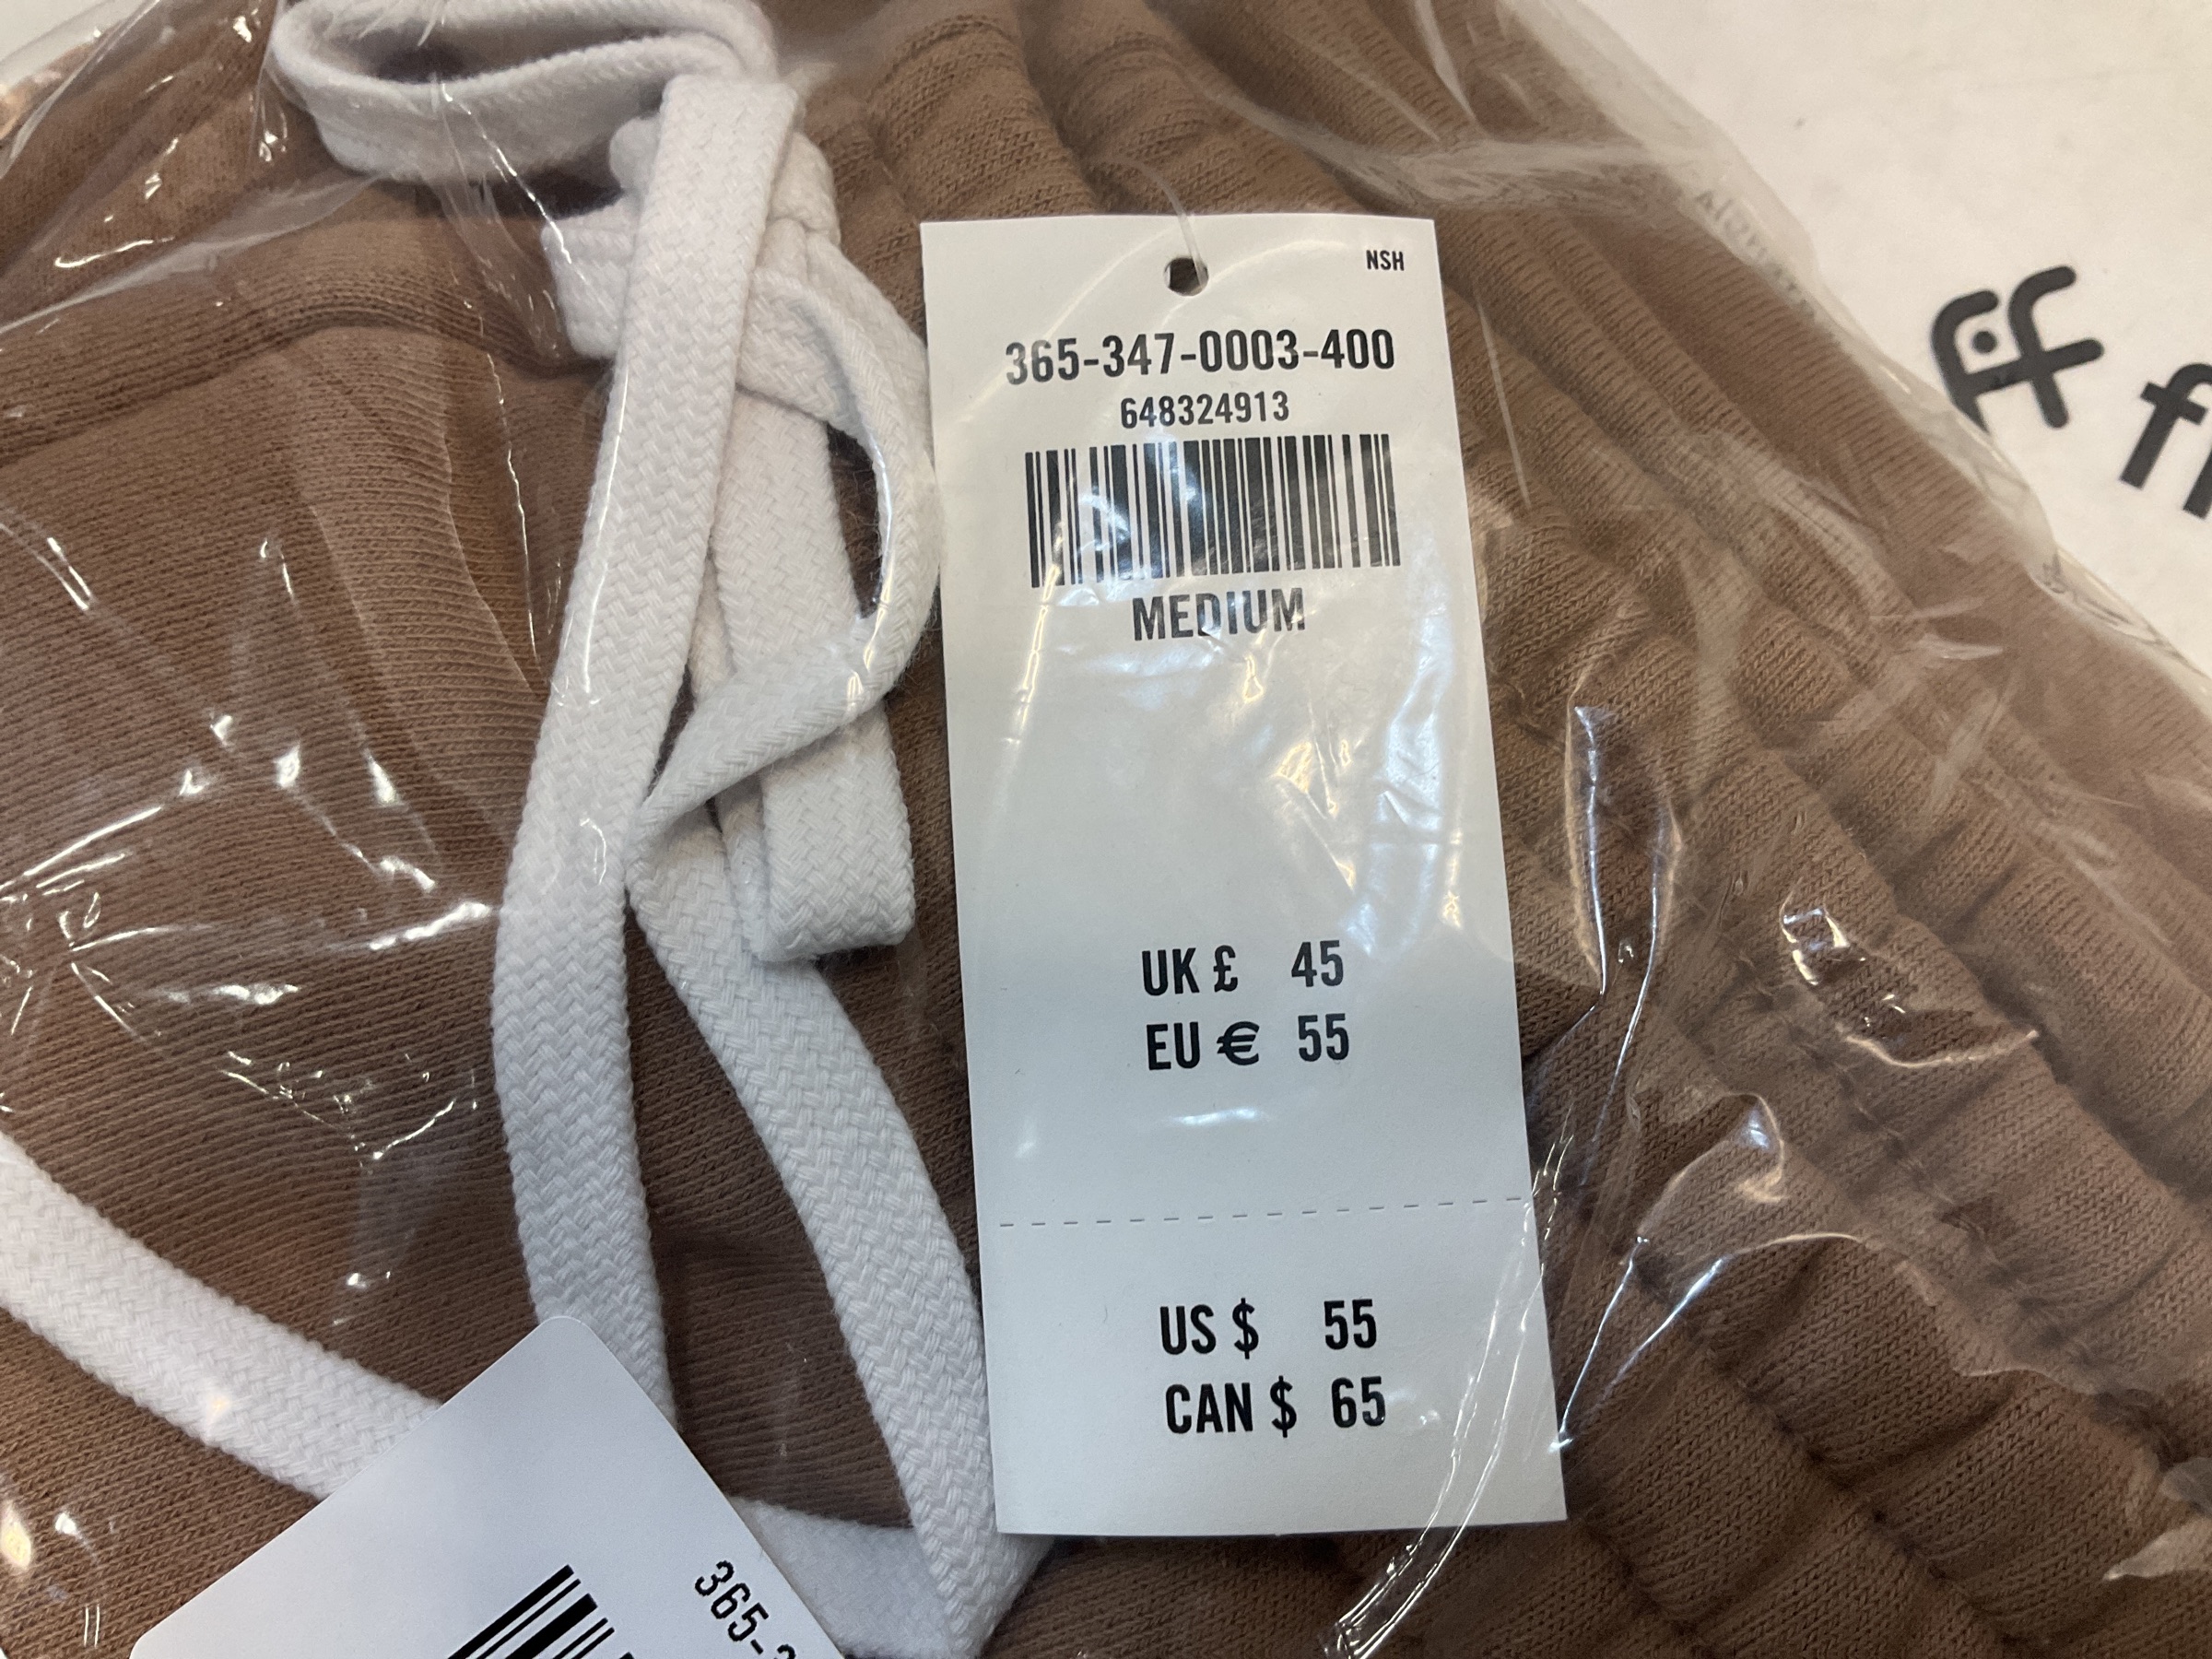 NSH
365-347-0003-400
648324913
MEDIUM
UK £ 45
EU € 55
US $ 55
CAN $ 65